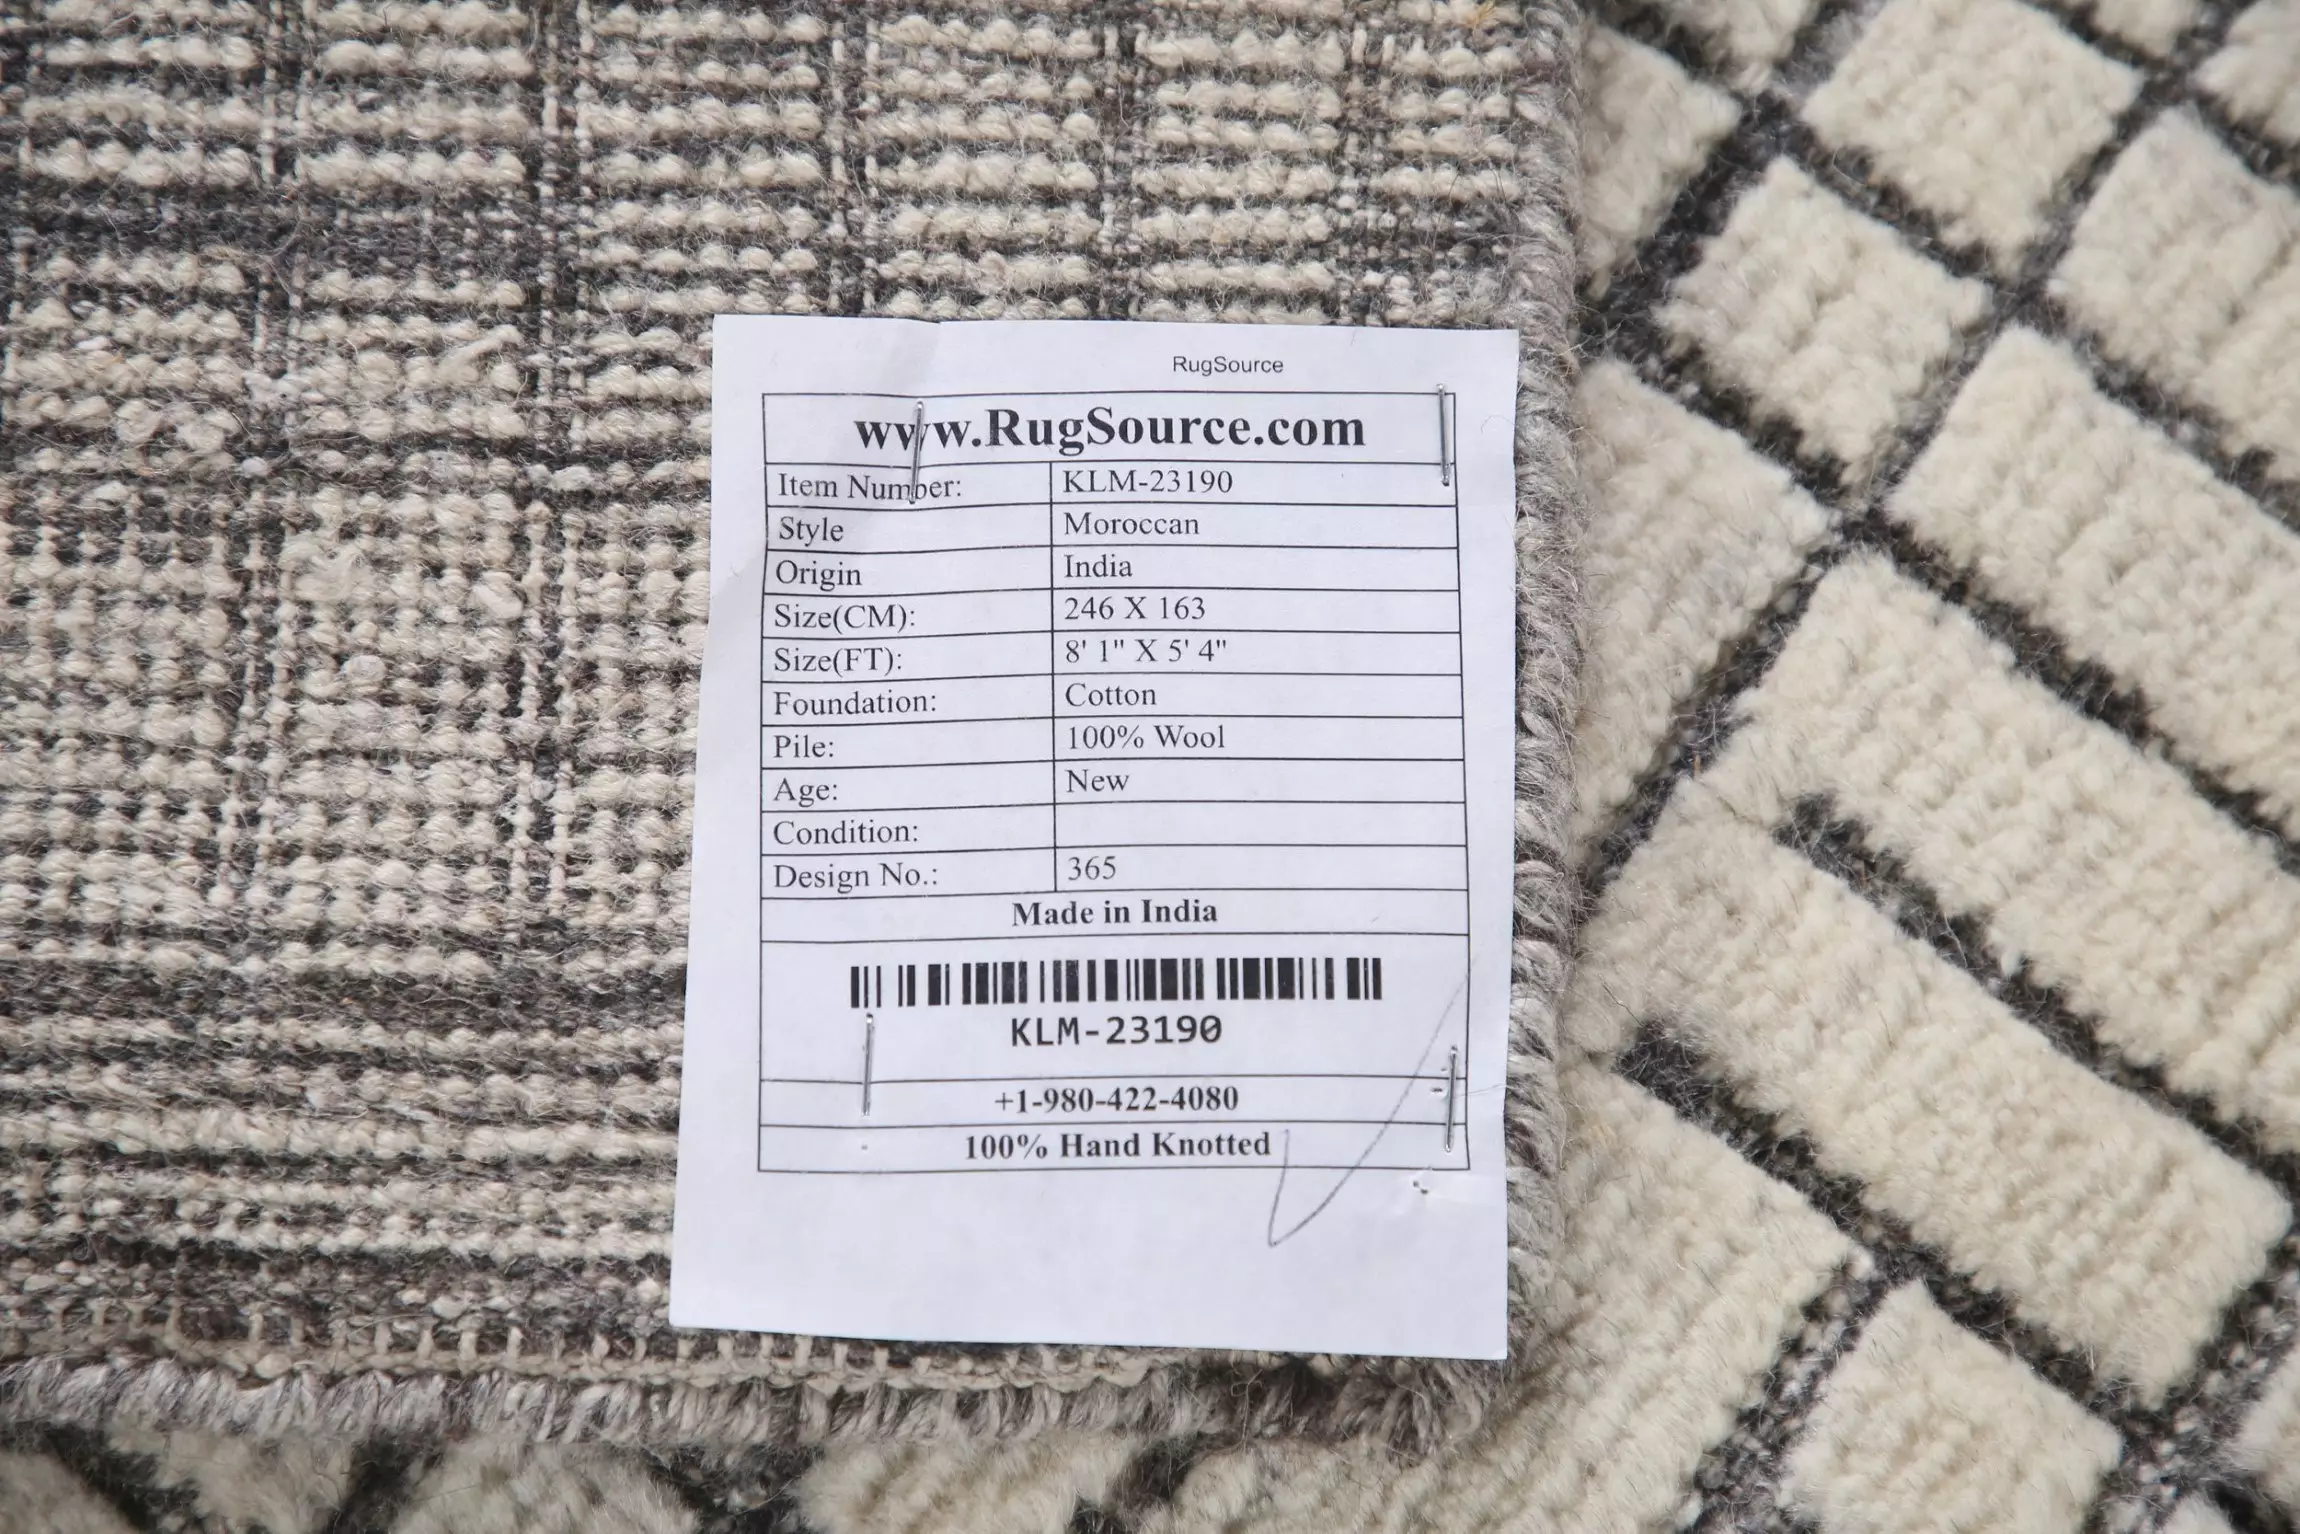 RugSource
www.RugSource.com
Item Number: KLM-23190
Style Moroccan
Origin India
Size(CM): 246 X 163
Size(FT): 8' 1" X 5' 4"
Foundation: Cotton
Pile: 100% Wool
Age: New
Condition:
Design No.: 365
Made in India
KLM-23190
+1-980-422-4080
100% Hand Knotted